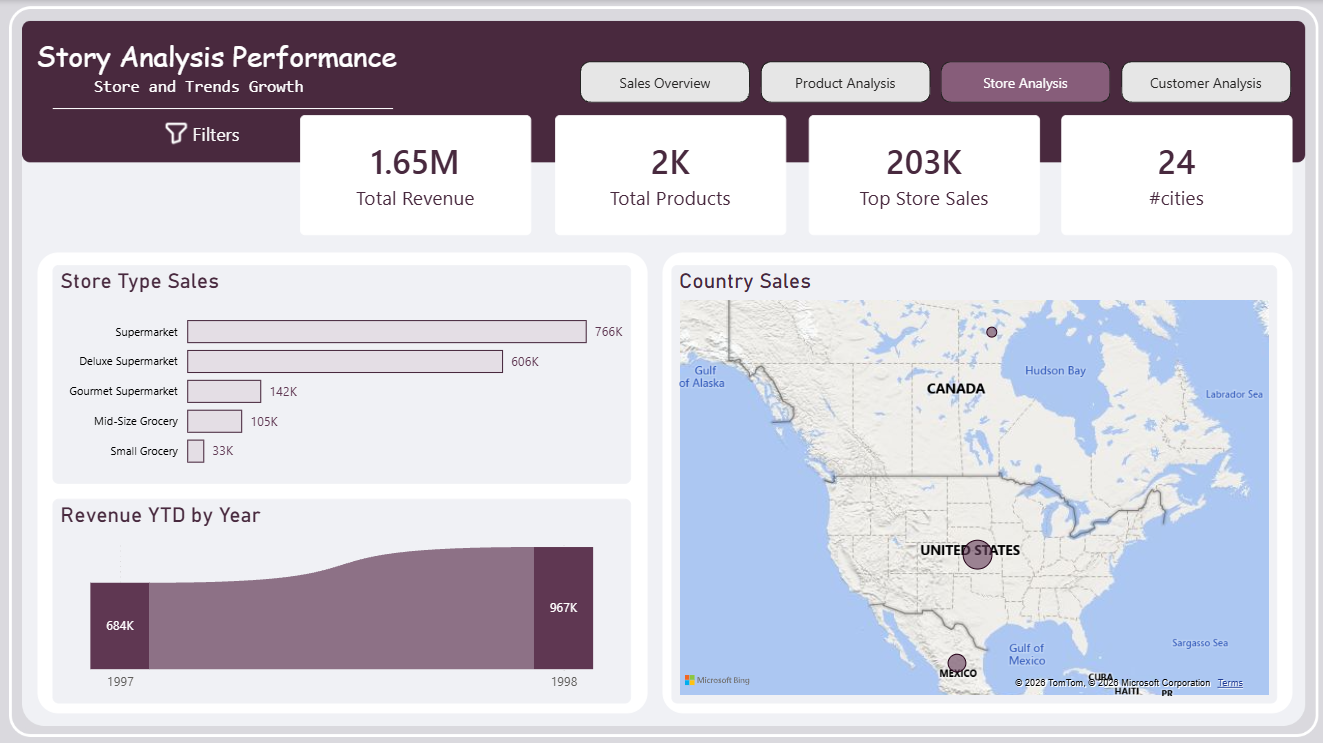 Story Analysis Performance
Store and Trends Growth
Sales Overview
Product Analysis
Store Analysis
Customer Analysis
Filters
1.65M
Total Revenue
2K
Total Products
203K
Top Store Sales
24
#cities
Store Type Sales
Supermarket 766K
Deluxe Supermarket 606K
Gourmet Supermarket 142K
Mid-Size Grocery 105K
Small Grocery 33K
Revenue YTD by Year
684K
967K
1997
1998
Country Sales
Gulf
of Alaska
CANADA
Hudson Bay
Labrador Sea
UNITED STATES
Gulf of
Mexico
Sargasso Sea
MEXICO
CUBA
HAITI
PR
Microsoft Bing
© 2026 TomTom, © 2026 Microsoft Corporation Terms